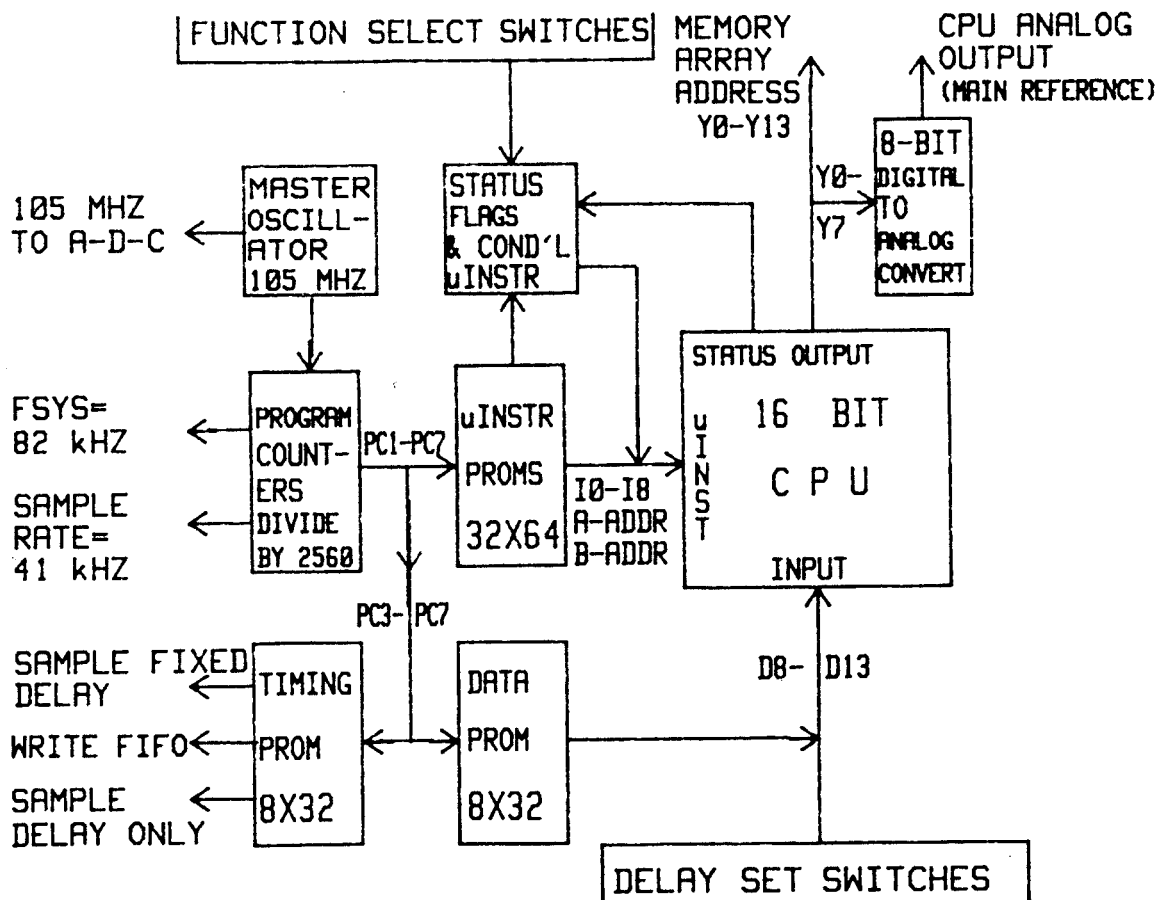 FUNCTION SELECT SWITCHES
MEMORY
ARRAY
ADDRESS
Y0-Y13
CPU ANALOG
OUTPUT
(MAIN REFERENCE)
8-BIT
DIGITAL
TO
ANALOG
CONVERT
Y0-
Y7
STATUS
FLAGS
& COND'L
uINSTR
MASTER
OSCILL-
ATOR
105 MHZ
105 MHZ
TO A-D-C
STATUS OUTPUT
16 BIT
CPU
uINST
INPUT
FSYS=
82 kHZ
SAMPLE
RATE=
41 kHZ
PROGRAM
COUNT-
ERS
DIVIDE
BY 2560
PC1-PC7
uINSTR
PROMS
32X64
I0-I8
A-ADDR
B-ADDR
PC3-PC7
SAMPLE FIXED
DELAY
WRITE FIFO
SAMPLE
DELAY ONLY
TIMING
PROM
8X32
DATA
PROM
8X32
D8-D13
DELAY SET SWITCHES